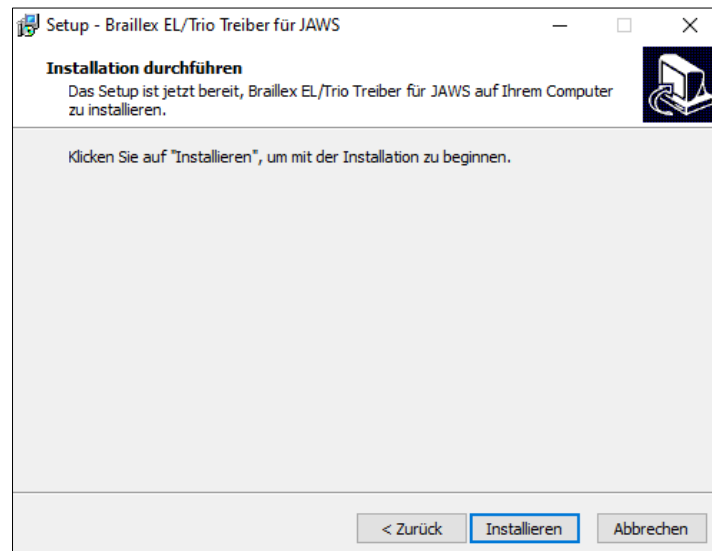 Setup - Braillex EL/Trio Treiber für JAWS
Installation durchführen
Das Setup ist jetzt bereit, Braillex EL/Trio Treiber für JAWS auf Ihrem Computer
zu installieren.
Klicken Sie auf "Installieren", um mit der Installation zu beginnen.
< Zurück Installieren Abbrechen